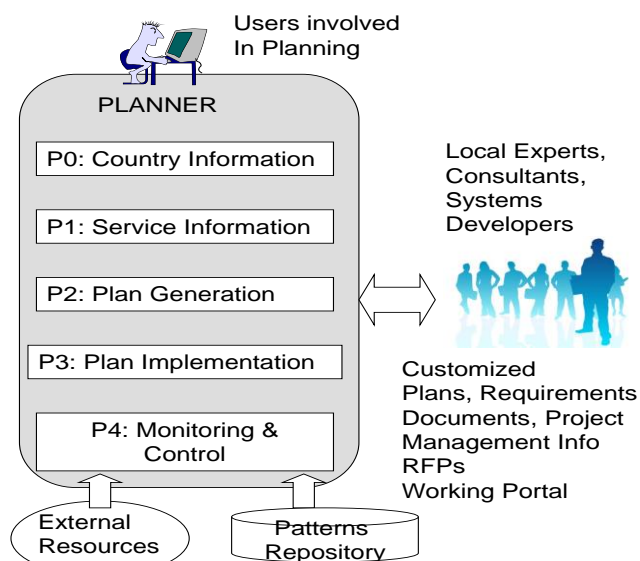 Users involved
In Planning
PLANNER
P0: Country Information
P1: Service Information
P2: Plan Generation
P3: Plan Implementation
P4: Monitoring &
Control
Local Experts,
Consultants,
Systems
Developers
Customized
Plans, Requirements
Documents, Project
Management Info
RFPs
Working Portal
External
Resources
Patterns
Repository